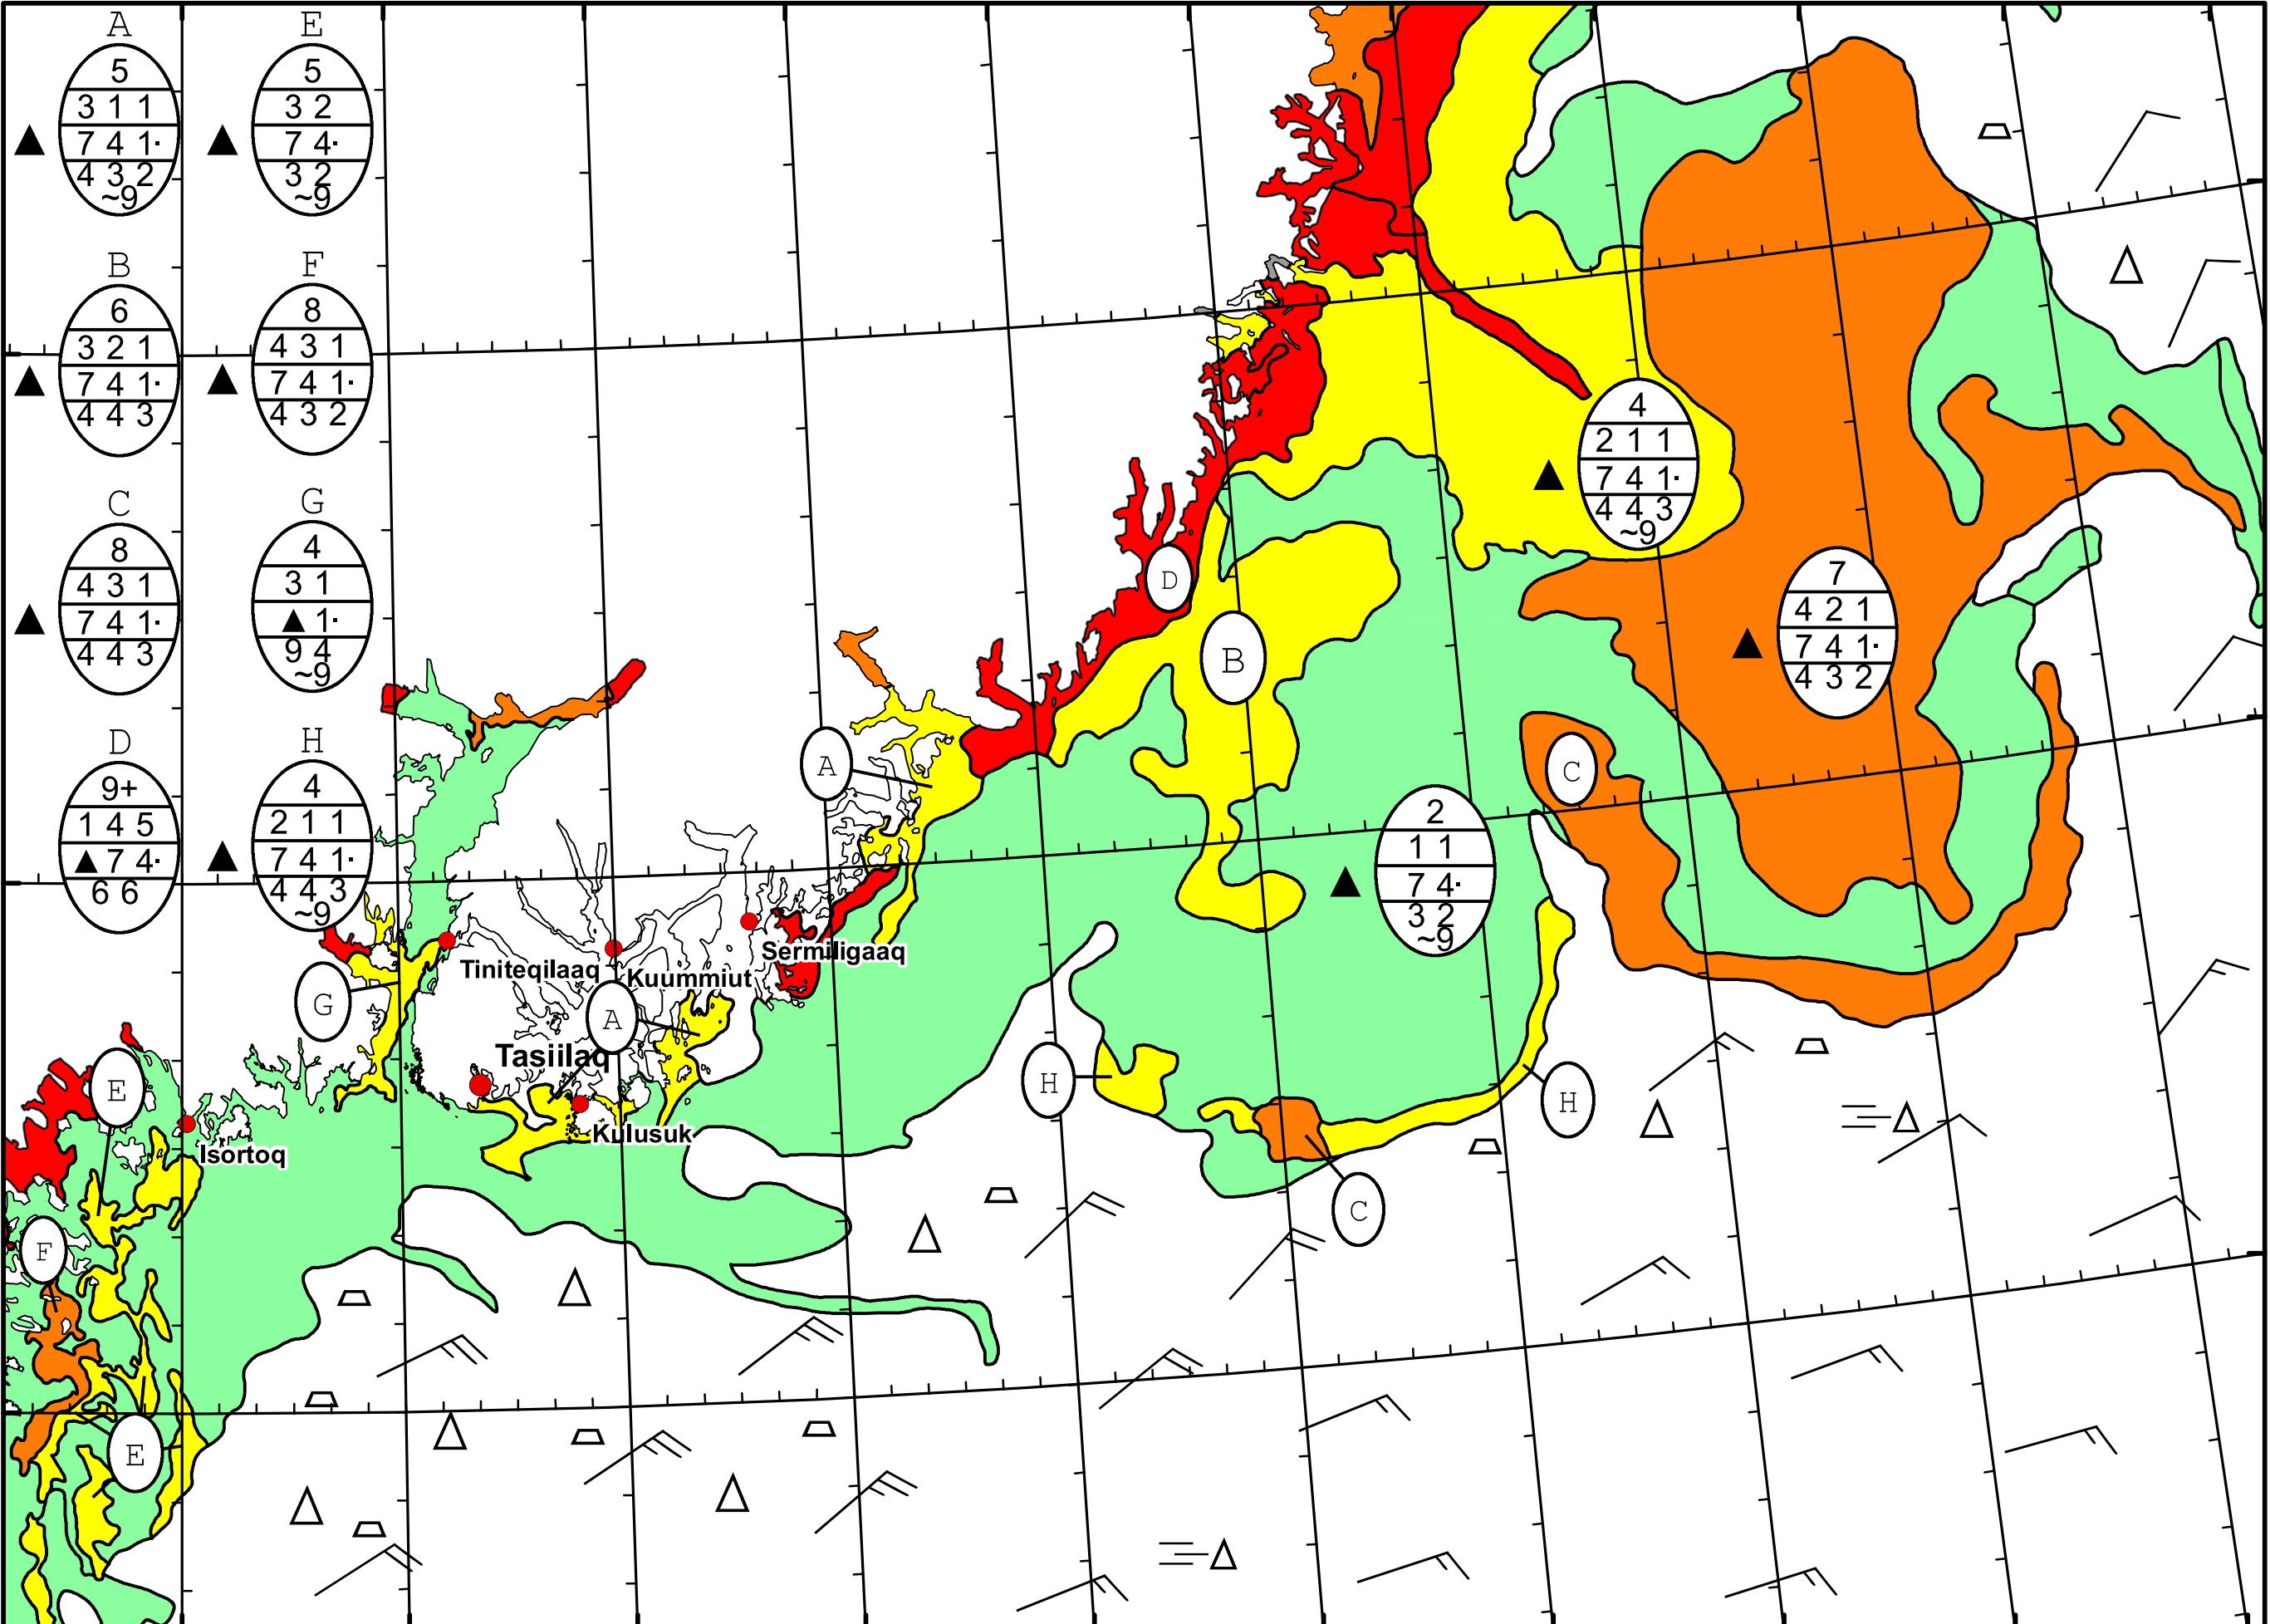 A
5
3 1 1
7 4 1·
4 3 2
~9
E
5
3 2
7 4·
3 2
~9
B
6
3 2 1
7 4 1·
4 4 3
F
8
4 3 1
7 4 1·
4 3 2
C
8
4 3 1
7 4 1·
4 4 3
G
4
3 1
▲ 1·
9 4
~9
D
9+
1 4 5
▲ 7 4·
6 6
H
4
2 1 1
7 4 1·
4 4 3
~9
4
2 1 1
7 4 1·
4 4 3
~9
7
4 2 1
7 4 1·
4 3 2
2
1 1
7 4·
3 2
~9
D
B
A
C
Sermiligaaq
Tiniteqilaaq
Kuummiut
G
A
Tasiilaq
E
H
H
Kulusuk
Isortoq
C
F
E